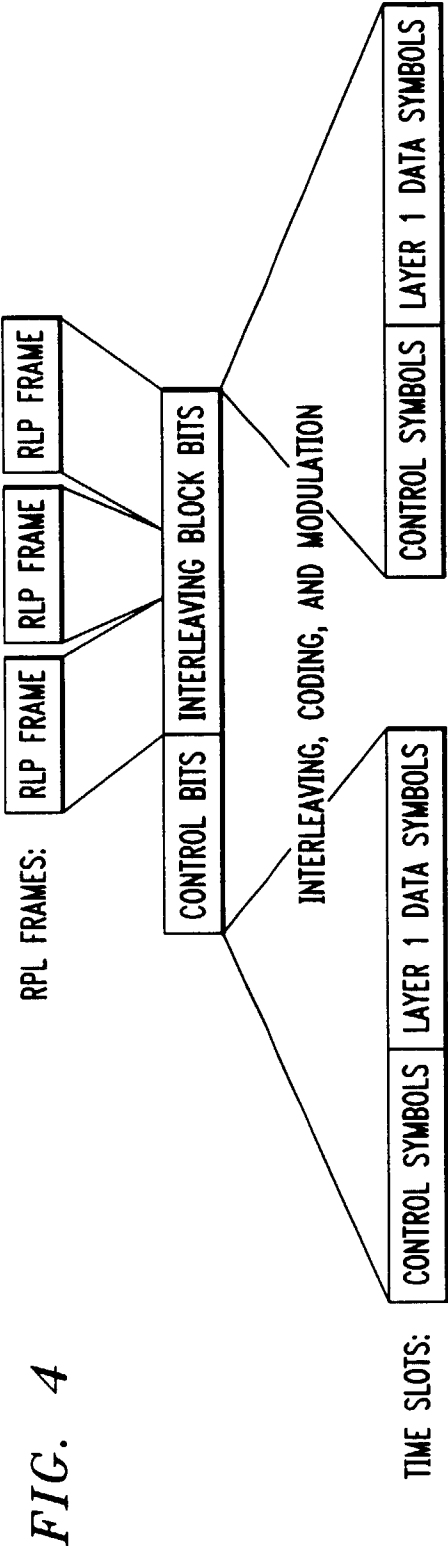 FIG. 4
RPL FRAMES:
RLP FRAME
RLP FRAME
RLP FRAME
CONTROL BITS
INTERLEAVING BLOCK BITS
INTERLEAVING, CODING, AND MODULATION
TIME SLOTS:
CONTROL SYMBOLS
LAYER 1 DATA SYMBOLS
CONTROL SYMBOLS
LAYER 1 DATA SYMBOLS